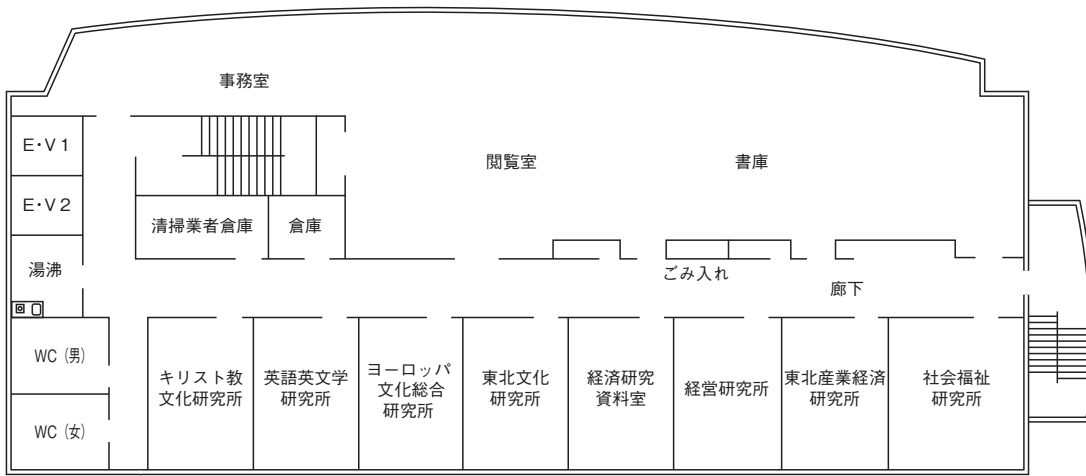 事務室
E・V1
閲覧室
書庫
E・V2
清掃業者倉庫
倉庫
湯沸
ごみ入れ
廊下
WC（男）
キリスト教
文化研究所
英語英文学
研究所
ヨーロッパ
文化総合
研究所
東北文化
研究所
経済研究
資料室
経営研究所
東北産業経済
研究所
社会福祉
研究所
WC（女）